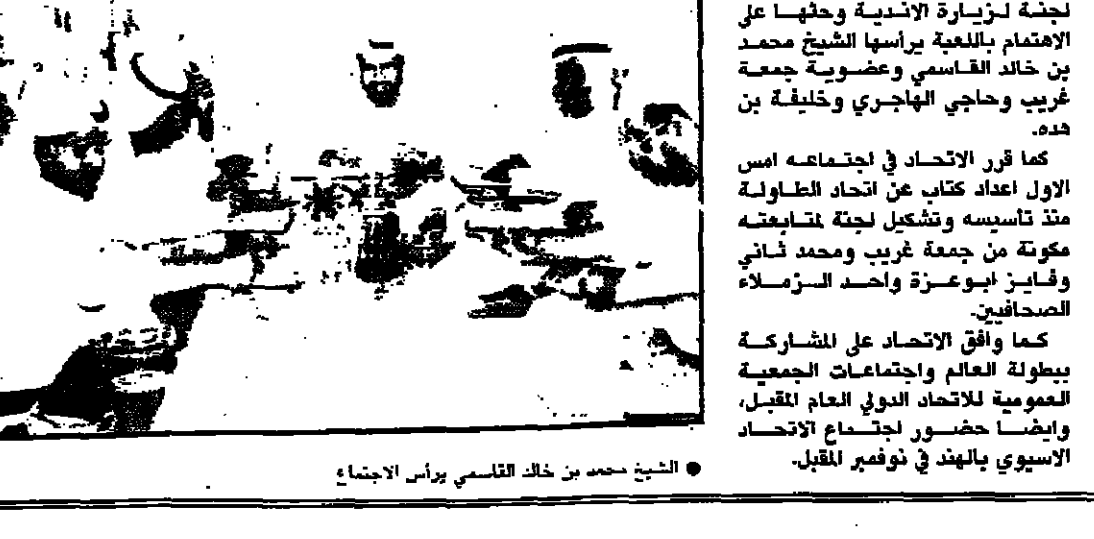 لجنة لزيارة الاندية وحثها على
الاهتمام باللعبة يرأسها الشيخ محمد
بن خالد القاسمي وعضوية جمعة
غريب وحاجي الهاجري وخليفة بن
هده.
كما قرر الاتحاد في اجتماعه امس
الاول اعداد كتاب عن اتحاد الطاولة
منذ تأسيسه وتشكيل لجنة لمتابعته
مكونة من جمعة غريب ومحمد ثاني
وفايز ابوعزة واحد الزملاء
الصحافيين.
كما وافق الاتحاد على المشاركة
ببطولة العالم واجتماعات الجمعية
العمومية للاتحاد الدولي العام المقبل،
وايضا حضور اجتماع الاتحاد
الاسيوي بالهند في نوفمبر المقبل.
● الشيخ محمد بن خالد القاسمي يرأس الاجتماع